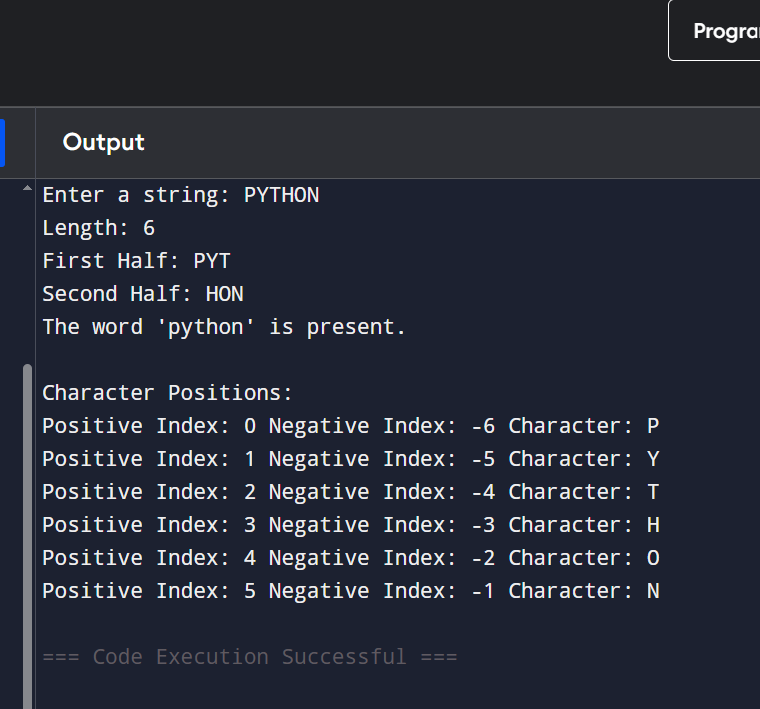 Output
Enter a string: PYTHON
Length: 6
First Half: PYT
Second Half: HON
The word 'python' is present.
Character Positions:
Positive Index: 0 Negative Index: -6 Character: P
Positive Index: 1 Negative Index: -5 Character: Y
Positive Index: 2 Negative Index: -4 Character: T
Positive Index: 3 Negative Index: -3 Character: H
Positive Index: 4 Negative Index: -2 Character: O
Positive Index: 5 Negative Index: -1 Character: N
=== Code Execution Successful ===